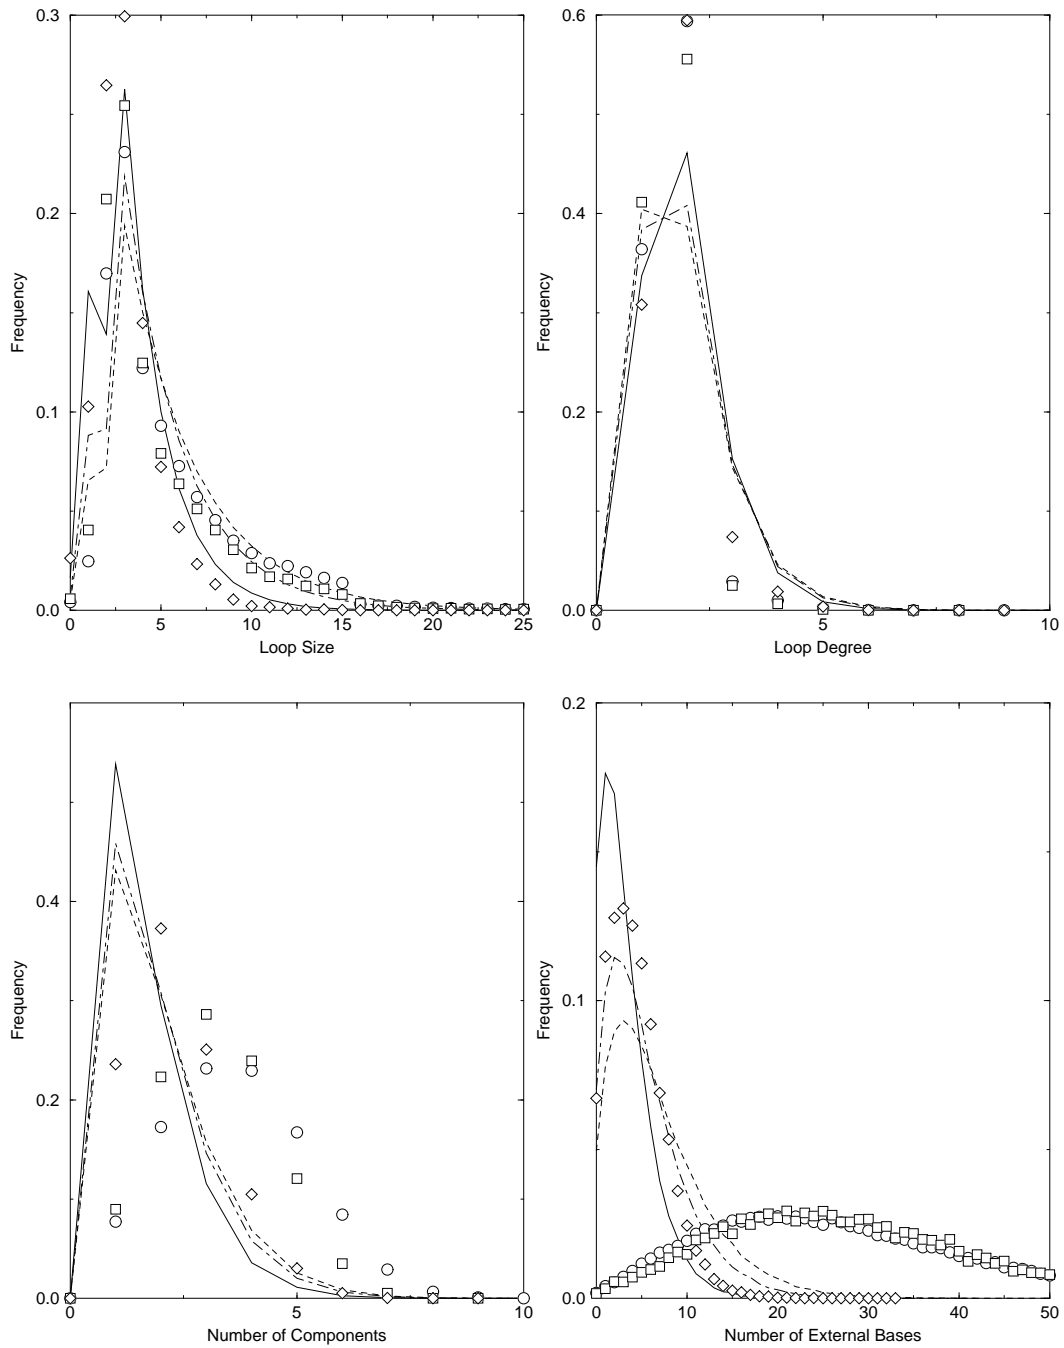 0.3
0.2
0.1
0.0
Frequency
0 5 10 15 20 25
Loop Size
0.6
0.4
0.2
0.0
Frequency
0 5 10
Loop Degree
0.4
0.2
0.0
Frequency
0 5 10
Number of Components
0.2
0.1
0.0
Frequency
0 10 20 30 40 50
Number of External Bases